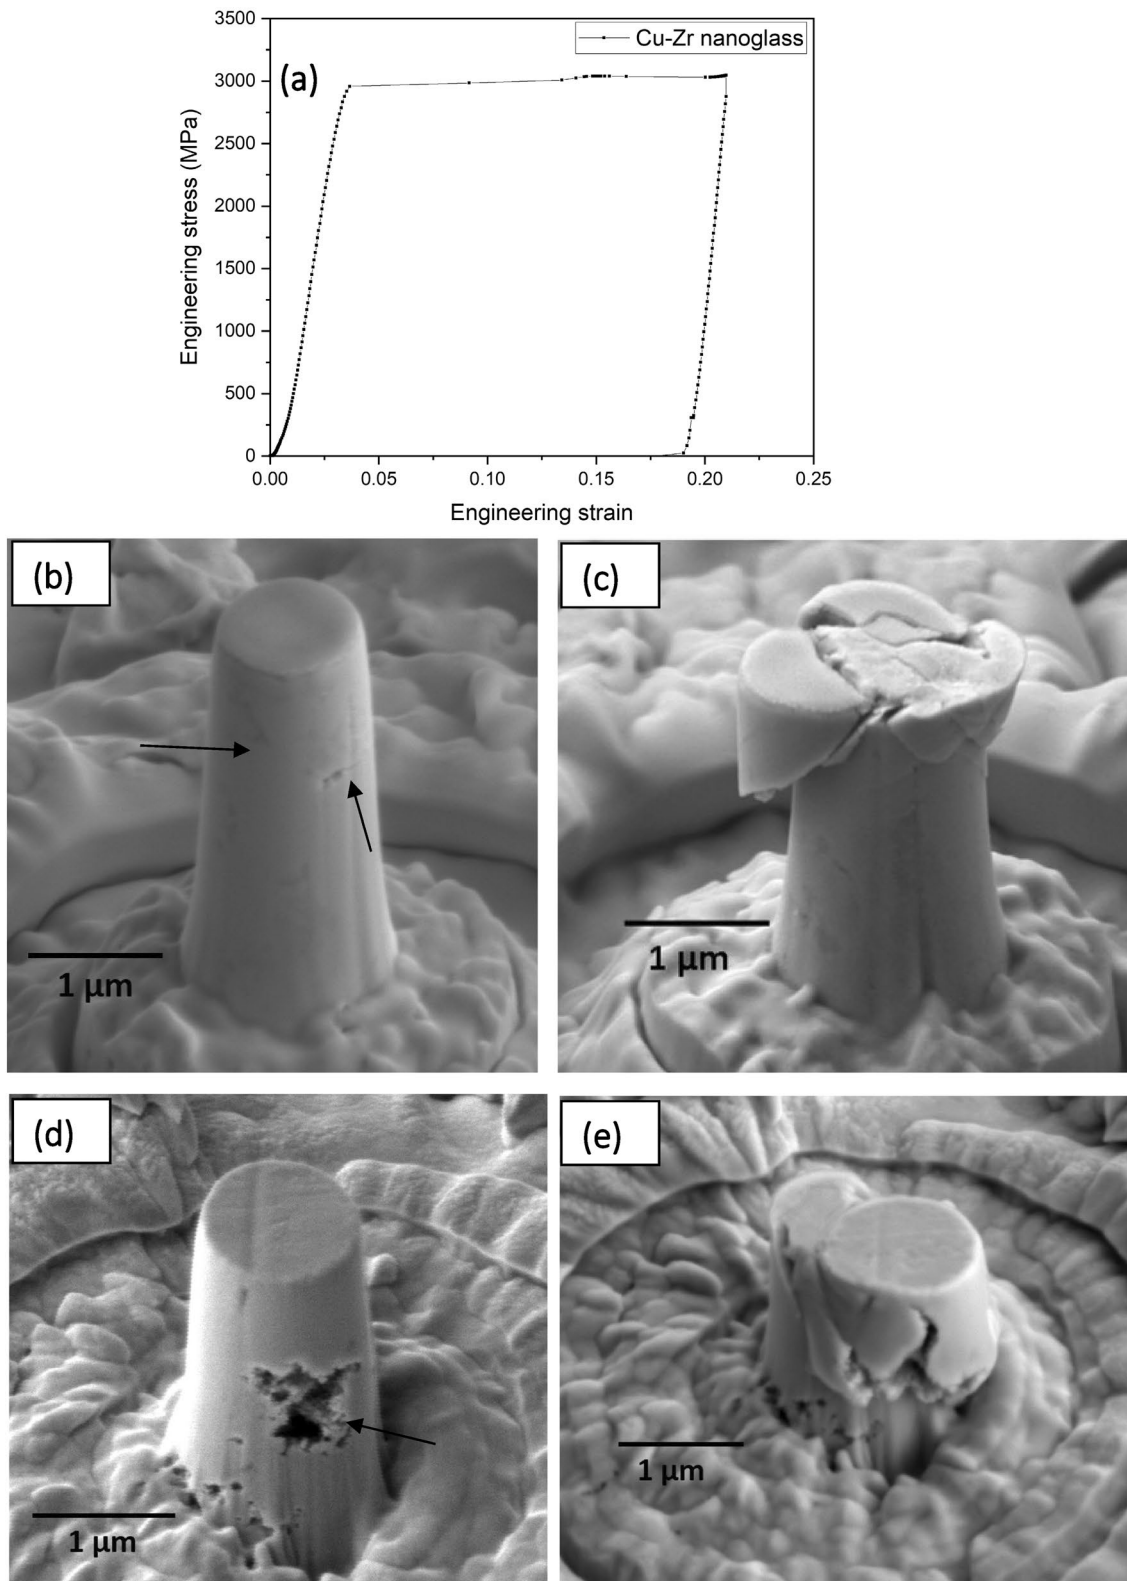 3500
3000
2500
2000
1500
1000
500
0
Engineering stress (MPa)
(a)
Cu-Zr nanoglass
0.00 0.05 0.10 0.15 0.20 0.25
Engineering strain
(b)
1 μm
(c)
1 μm
(d)
1 μm
(e)
1 μm